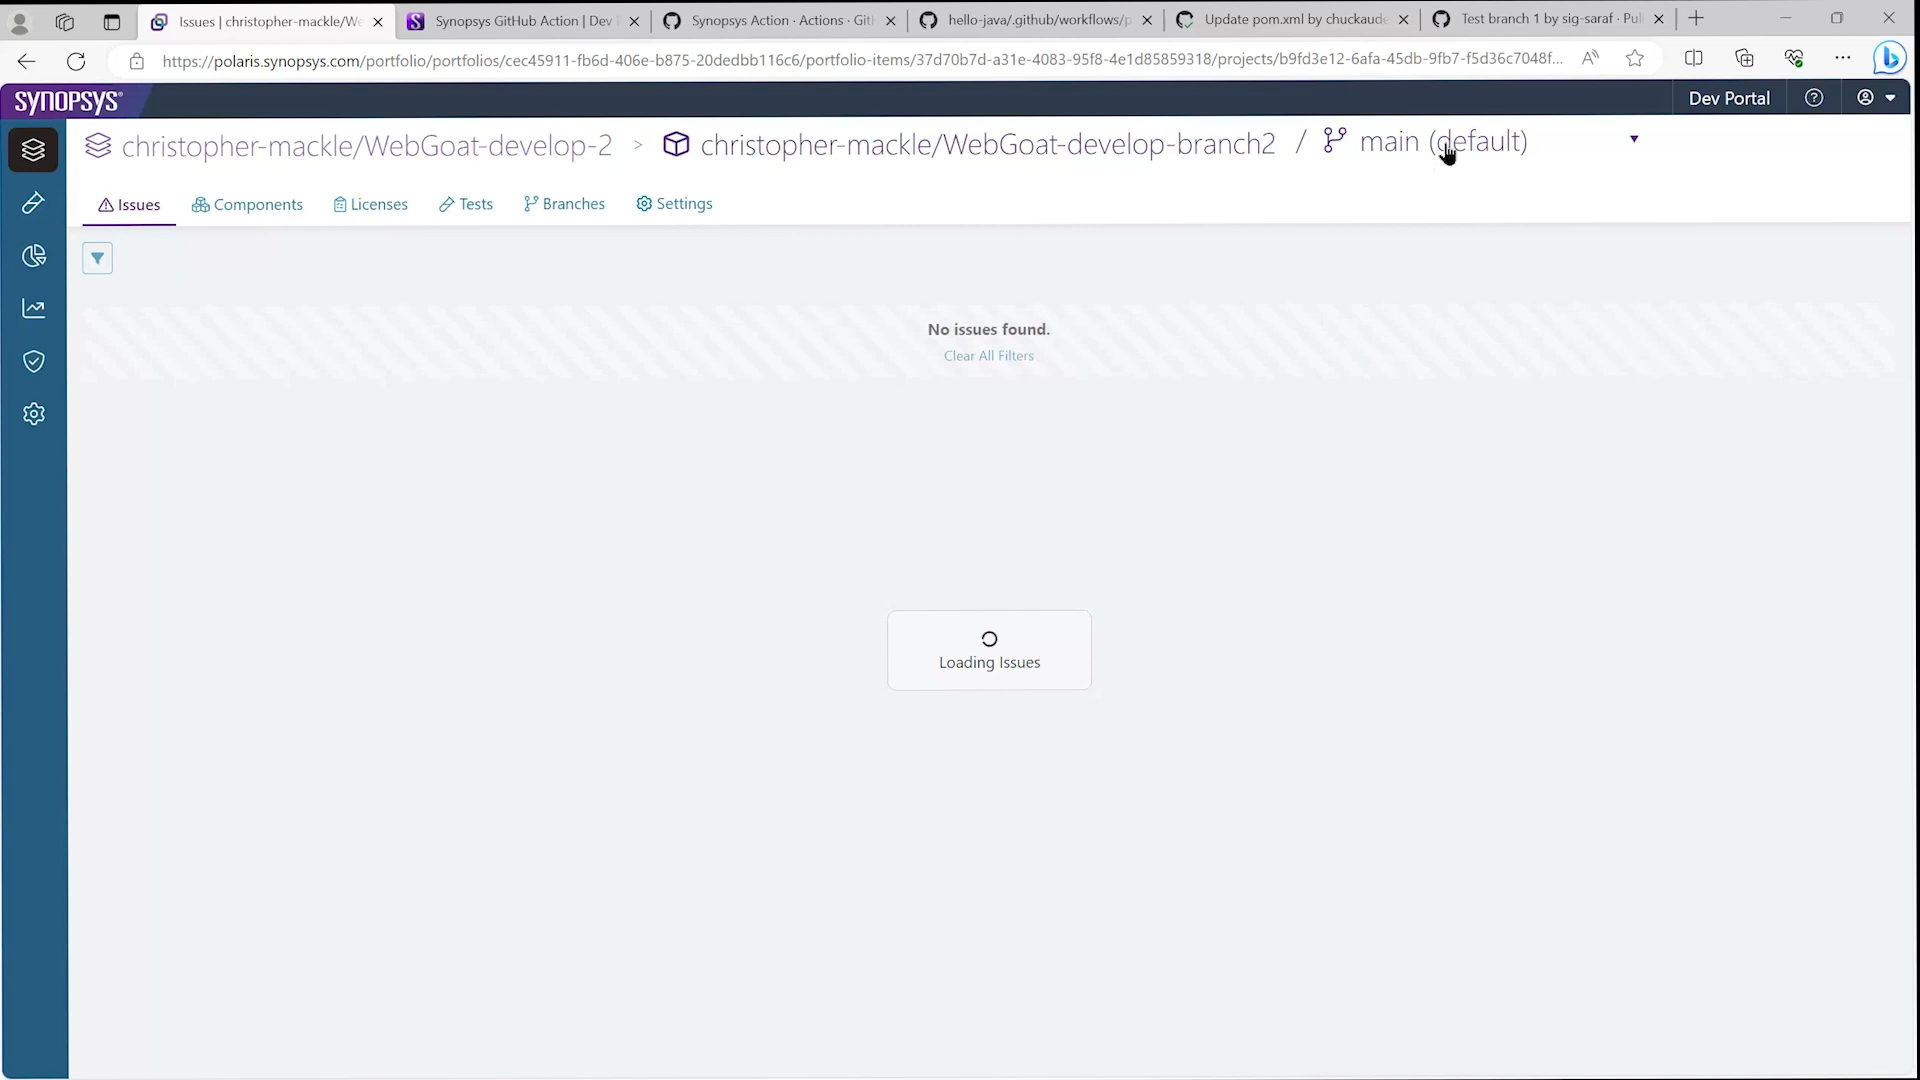 Issues | christopher-mackle/We
Synopsys GitHub Action | Dev
Synopsys Action · Actions · Git
hello-java/.github/workflows/p
Update pom.xml by chuckaude
Test branch 1 by sig-saraf · Pul
https://polaris.synopsys.com/portfolio/portfolios/cec45911-fb6d-406e-b875-20dedbb116c6/portfolio-items/37d70b7d-a31e-4083-95f8-4e1d85859318/projects/b9fd3e12-6afa-45db-9fb7-f5d36c7048f...
SYNOPSYS®
Dev Portal
christopher-mackle/WebGoat-develop-2 > christopher-mackle/WebGoat-develop-branch2 / main (default)
Issues
Components
Licenses
Tests
Branches
Settings
No issues found.
Clear All Filters
Loading Issues